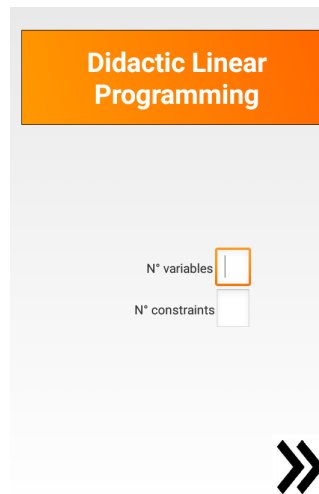 Didactic Linear
Programming
N° variables
N° constraints